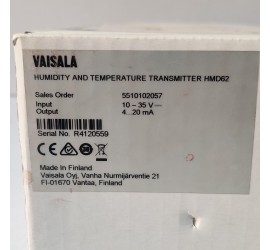 VAISALA
HUMIDITY AND TEMPERATURE TRANSMITTER HMD62
Sales Order 5510102057
Input 10 – 35 V ⎓
Output 4...20 mA
Serial No. R4120559
Made In Finland
Vaisala Oyj, Vanha Nurmijärventie 21
FI-01670 Vantaa, Finland